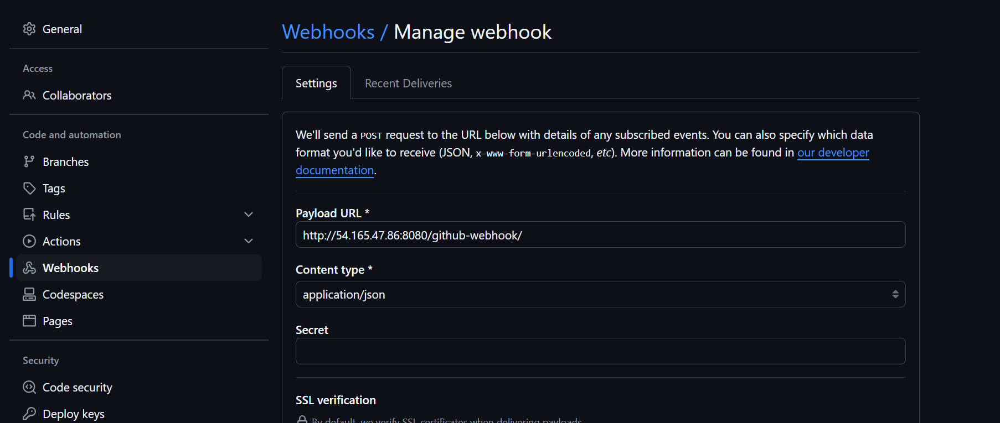 General
Access
Collaborators
Code and automation
Branches
Tags
Rules
Actions
Webhooks
Codespaces
Pages
Security
Code security
Deploy keys
Webhooks / Manage webhook
Settings
Recent Deliveries
We'll send a POST request to the URL below with details of any subscribed events. You can also specify which data
format you'd like to receive (JSON, x-www-form-urlencoded, etc). More information can be found in our developer
documentation.
Payload URL *
http://54.165.47.86:8080/github-webhook/
Content type *
application/json
Secret
SSL verification
By default, we verify SSL certificates when delivering payloads.